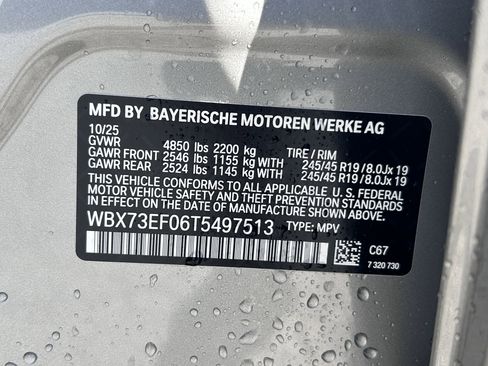 MFD BY BAYERISCHE MOTOREN WERKE AG
10/25
GVWR 4850 lbs 2200 kg TIRE / RIM
GAWR FRONT 2546 lbs 1155 kg WITH 245/45 R19 / 8.0Jx 19
GAWR REAR 2524 lbs 1145 kg WITH 245/45 R19 / 8.0Jx 19
THIS VEHICLE CONFORMS TO ALL APPLICABLE U. S. FEDERAL
MOTOR VEHICLE SAFETY AND THEFT PREVENTION STANDARDS
IN EFFECT ON THE DATE OF MANUFACTURE SHOWN ABOVE.
WBX73EF06T5497513 TYPE: MPV
C67
7 320 730